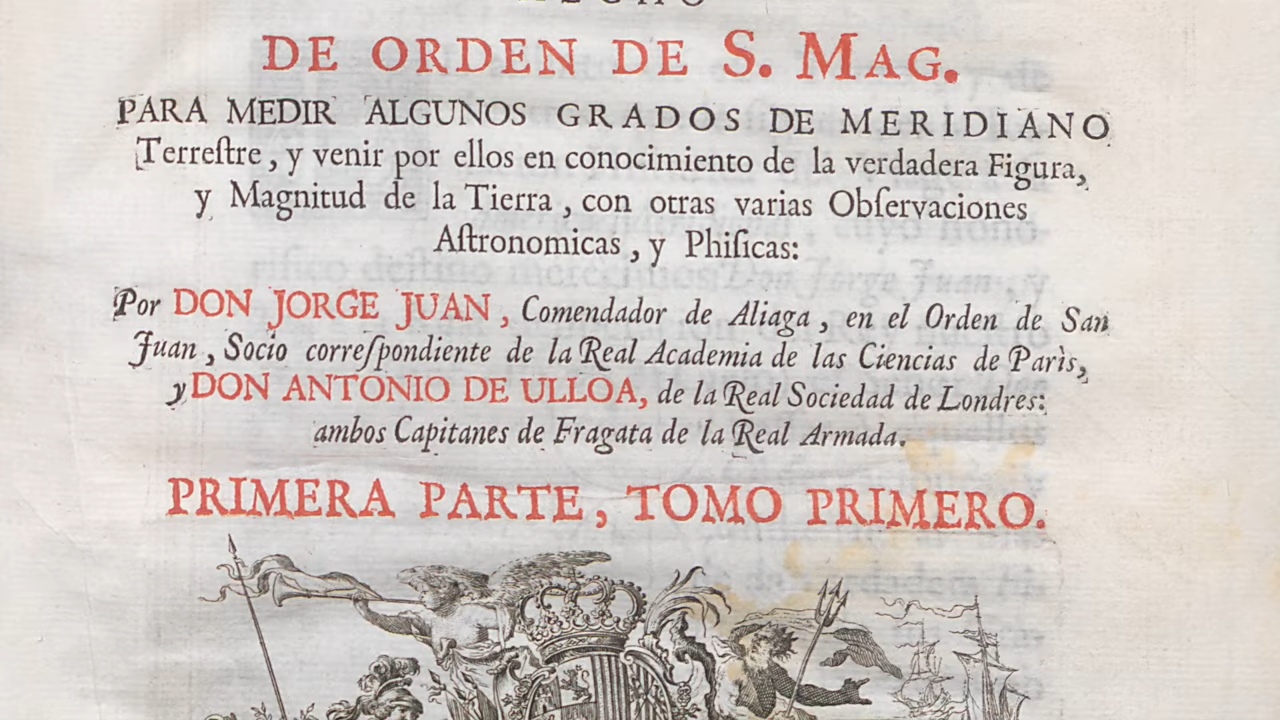 HECHO
DE ORDEN DE S. MAG.
PARA MEDIR ALGUNOS GRADOS DE MERIDIANO
Terreſtre, y venir por ellos en conocimiento de la verdadera Figura,
y Magnitud de la Tierra, con otras varias Obſervaciones
Aſtronomicas, y Phiſicas:
Por DON JORGE JUAN, Comendador de Aliaga, en el Orden de San
Juan, Socio correſpondiente de la Real Academia de las Ciencias de Parìs,
y DON ANTONIO DE ULLOA, de la Real Sociedad de Londres:
ambos Capitanes de Fragata de la Real Armada.
PRIMERA PARTE, TOMO PRIMERO.